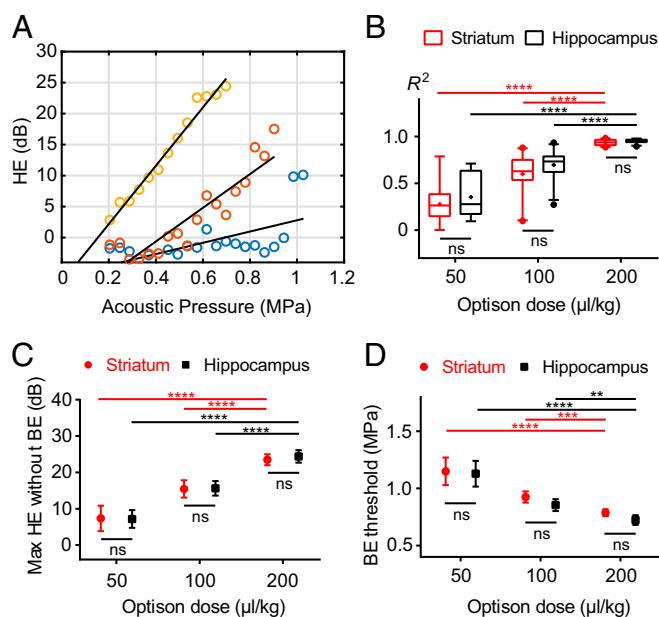 A
HE (dB)
30
25
20
15
10
5
0
0 0.2 0.4 0.6 0.8 1 1.2
Acoustic Pressure (MPa)
B
Striatum Hippocampus
R²
****
****
****
****
1.0
0.5
0.0
ns
ns
ns
50 100 200
Optison dose (µl/kg)
C
Striatum Hippocampus
Max HE without BE (dB)
****
****
****
****
40
30
20
10
0
ns
ns
ns
50 100 200
Optison dose (µl/kg)
D
Striatum Hippocampus
BE threshold (MPa)
**
****
***
****
1.5
1.0
0.5
ns
ns
ns
50 100 200
Optison dose (µl/kg)